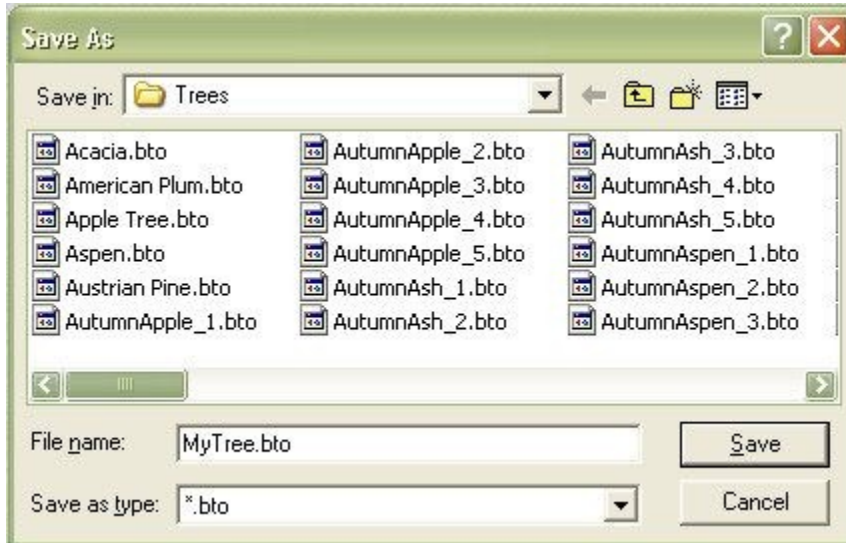 Save As
Save in: Trees
Acacia.bto AutumnApple_2.bto AutumnAsh_3.bto
American Plum.bto AutumnApple_3.bto AutumnAsh_4.bto
Apple Tree.bto AutumnApple_4.bto AutumnAsh_5.bto
Aspen.bto AutumnApple_5.bto AutumnAspen_1.bto
Austrian Pine.bto AutumnAsh_1.bto AutumnAspen_2.bto
AutumnApple_1.bto AutumnAsh_2.bto AutumnAspen_3.bto
File name: MyTree.bto Save
Save as type: *.bto Cancel